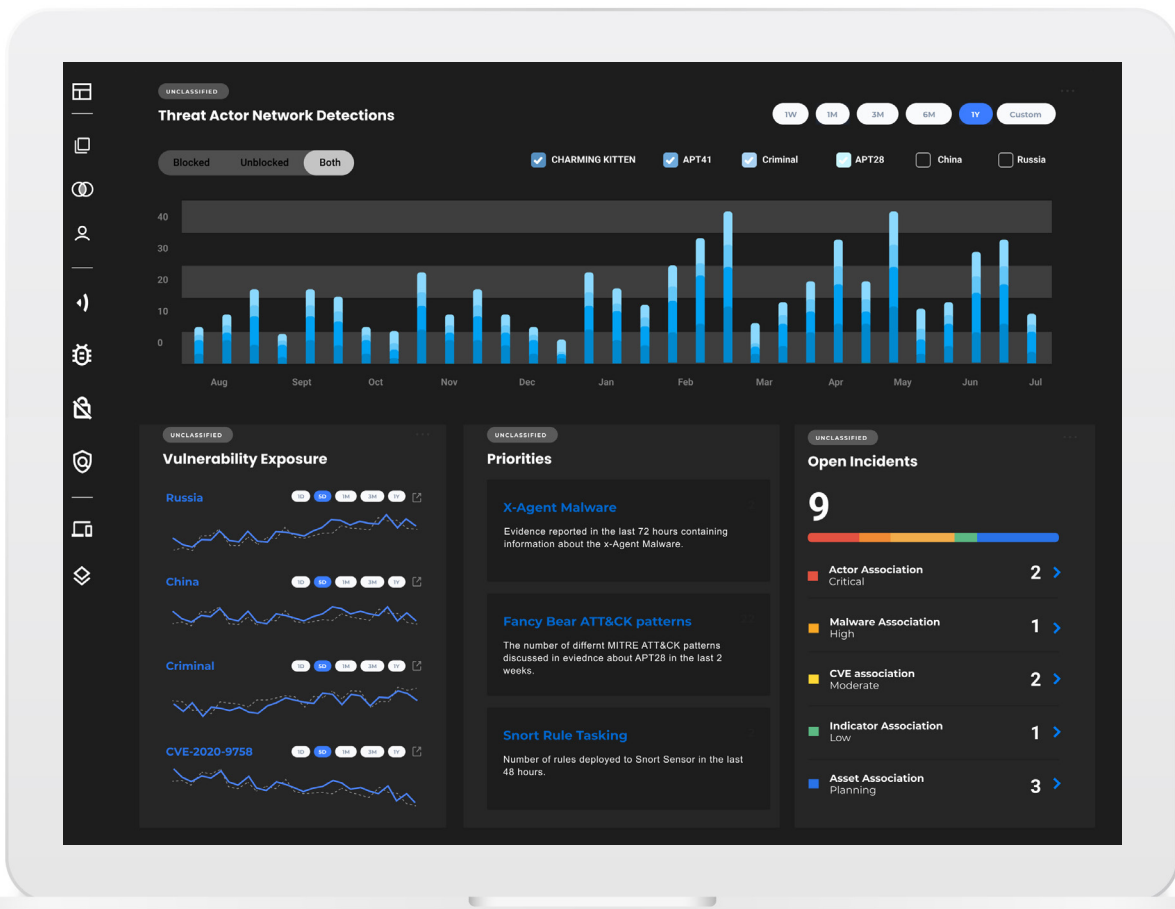 UNCLASSIFIED
Threat Actor Network Detections
1W 1M 3M 6M 1Y Custom
Blocked Unblocked Both
CHARMING KITTEN APT41 Criminal APT28 China Russia
40
30
20
10
0
Aug Sept Oct Nov Dec Jan Feb Mar Apr May Jun Jul
UNCLASSIFIED
Vulnerability Exposure
Russia 1D 5D 1M 3M 1Y
China 1D 5D 1M 3M 1Y
Criminal 1D 5D 1M 3M 1Y
CVE-2020-9758 1D 5D 1M 3M 1Y
UNCLASSIFIED
Priorities
X-Agent Malware
Evidence reported in the last 72 hours containing
information about the x-Agent Malware.
Fancy Bear ATT&CK patterns
The number of differnt MITRE ATT&CK patterns
discussed in eviednce about APT28 in the last 2
weeks.
Snort Rule Tasking
Number of rules deployed to Snort Sensor in the last
48 hours.
UNCLASSIFIED
Open Incidents
9
Actor Association
Critical
2
Malware Association
High
1
CVE association
Moderate
2
Indicator Association
Low
1
Asset Association
Planning
3